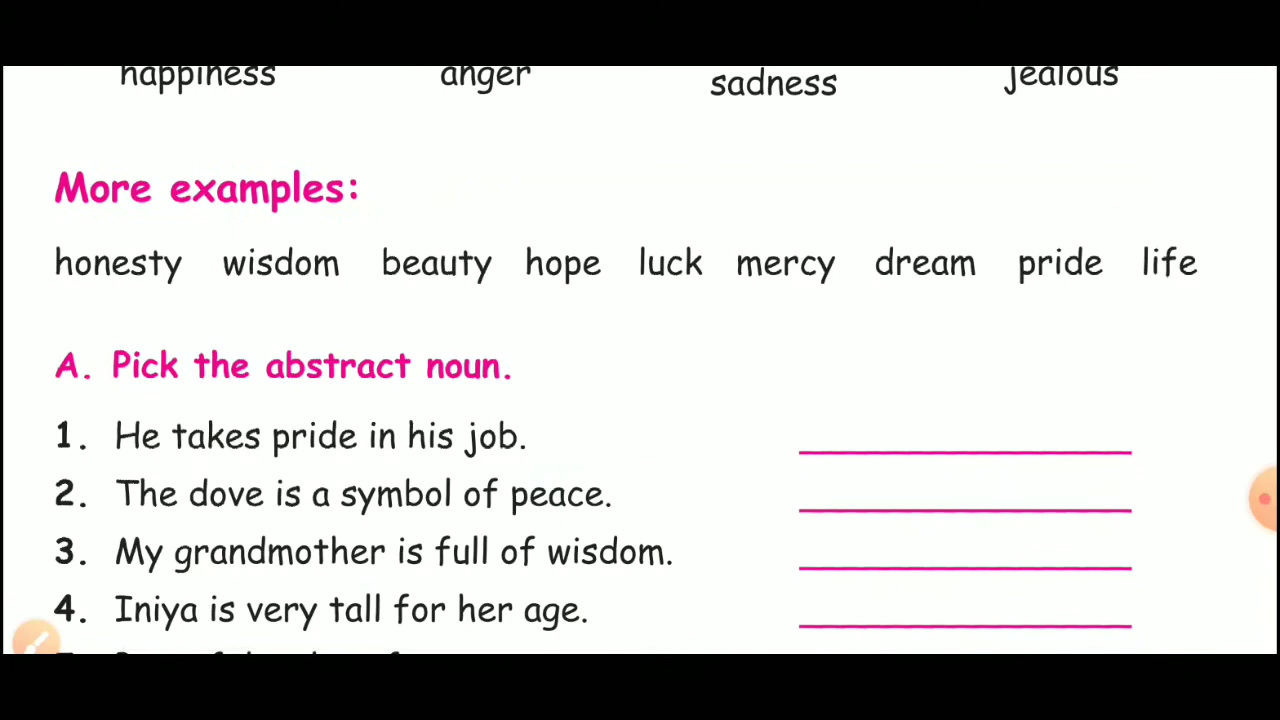 happiness anger sadness jealous
More examples:
honesty wisdom beauty hope luck mercy dream pride life
A. Pick the abstract noun.
1. He takes pride in his job.
2. The dove is a symbol of peace.
3. My grandmother is full of wisdom.
4. Iniya is very tall for her age.